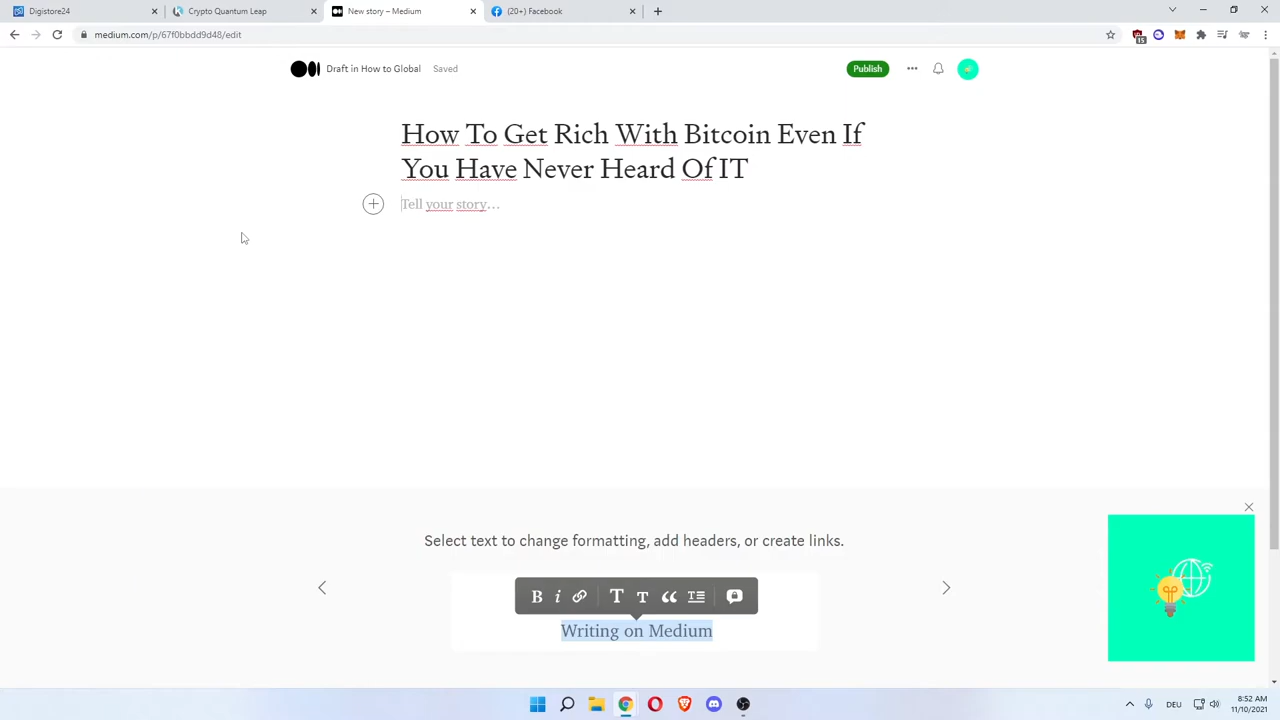 Digistore24
Crypto Quantum Leap
New story – Medium
(20+) Facebook
medium.com/p/67f0bbdd9d48/edit
15
Draft in How to Global
Saved
Publish
How To Get Rich With Bitcoin Even If
You Have Never Heard Of IT
Tell your story…
Select text to change formatting, add headers, or create links.
B i T T
Writing on Medium
DEU
8:52 AM
11/10/2021